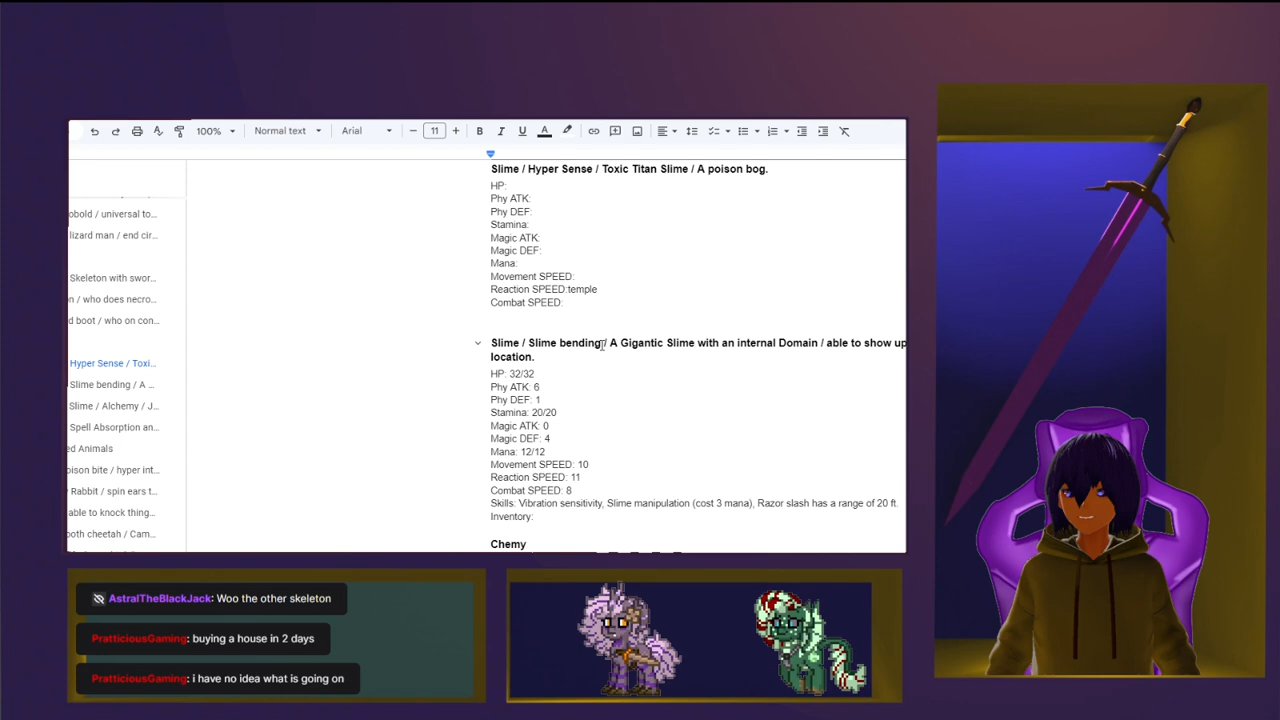 100%
Normal text
Arial
11
B
I
U
A
obold / universal to...
lizard man / end cir...
Skeleton with swor...
n / who does necro...
d boot / who on con...
Hyper Sense / Toxi...
Slime bending / A ...
Slime / Alchemy / J...
Spell Absorption an...
ed Animals
oison bite / hyper int...
Rabbit / spin ears t...
able to knock thing...
ooth cheetah / Cam...
Slime / Hyper Sense / Toxic Titan Slime / A poison bog.
HP:
Phy ATK:
Phy DEF:
Stamina:
Magic ATK:
Magic DEF:
Mana:
Movement SPEED:
Reaction SPEED:temple
Combat SPEED:
Slime / Slime bending / A Gigantic Slime with an internal Domain / able to show up
location.
HP: 32/32
Phy ATK: 6
Phy DEF: 1
Stamina: 20/20
Magic ATK: 0
Magic DEF: 4
Mana: 12/12
Movement SPEED: 10
Reaction SPEED: 11
Combat SPEED: 8
Skills: Vibration sensitivity, Slime manipulation (cost 3 mana), Razor slash has a range of 20 ft.
Inventory:
Chemy
AstralTheBlackJack: Woo the other skeleton
PratticiousGaming: buying a house in 2 days
PratticiousGaming: i have no idea what is going on